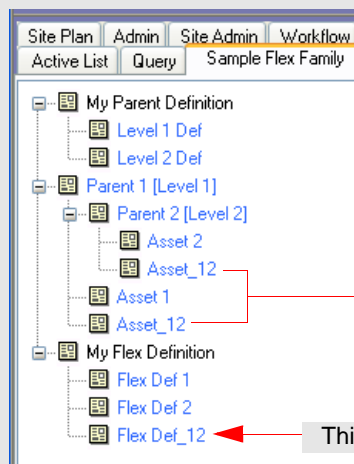 Site Plan Admin Site Admin Workflow
Active List Query Sample Flex Family
My Parent Definition
Level 1 Def
Level 2 Def
Parent 1 [Level 1]
Parent 2 [Level 2]
Asset 2
Asset_12
Asset 1
Asset_12
My Flex Definition
Flex Def 1
Flex Def 2
Flex Def_12